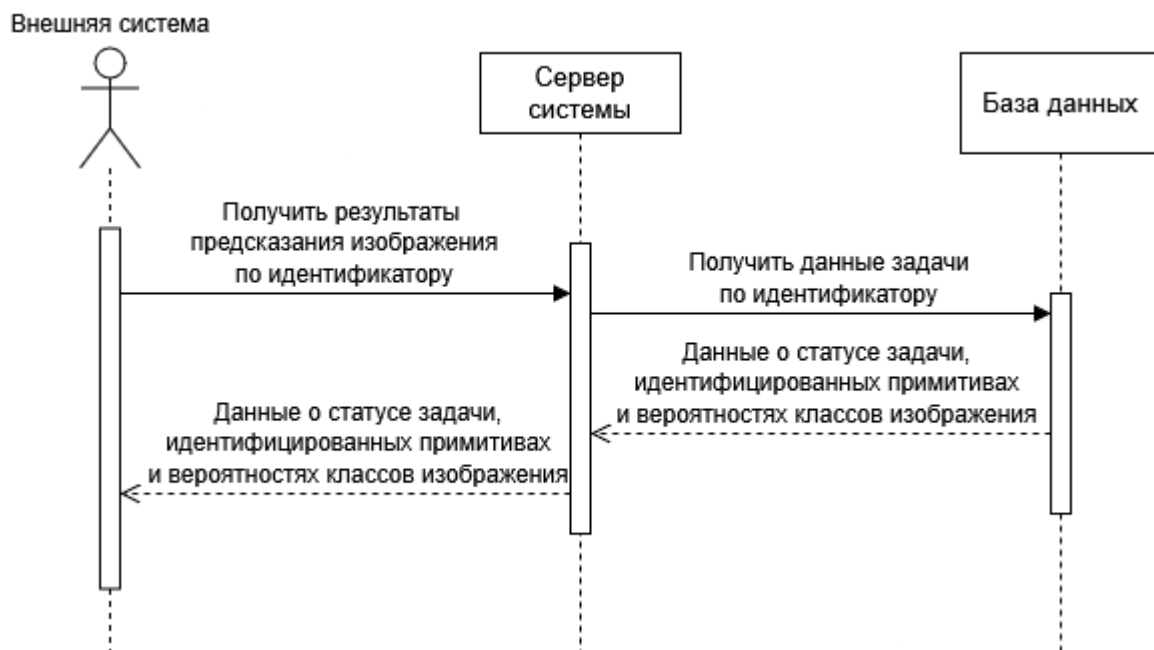 Внешняя система
Сервер
системы
База данных
Получить результаты
предсказания изображения
по идентификатору
Получить данные задачи
по идентификатору
Данные о статусе задачи,
идентифицированных примитивах
и вероятностях классов изображения
Данные о статусе задачи,
идентифицированных примитивах
и вероятностях классов изображения